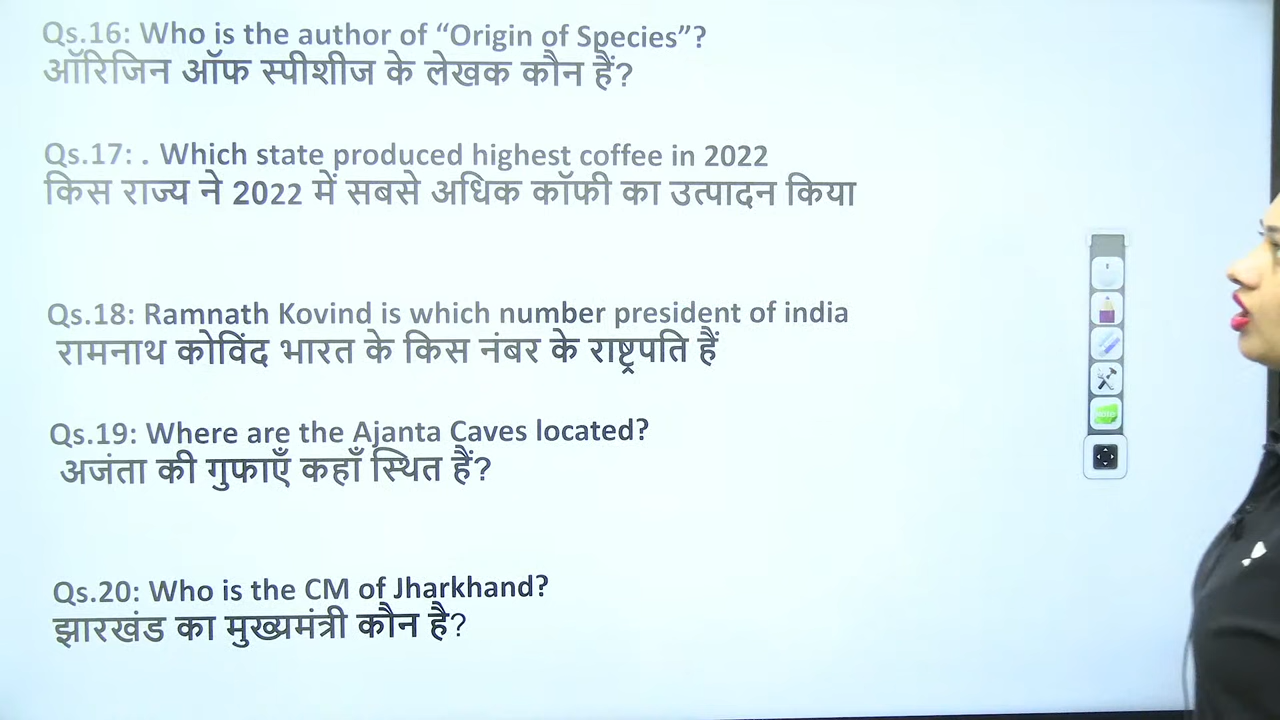 Qs.16: Who is the author of “Origin of Species”?
ऑरिजिन ऑफ स्पीशीज के लेखक कौन हैं?
Qs.17: . Which state produced highest coffee in 2022
किस राज्य ने 2022 में सबसे अधिक कॉफी का उत्पादन किया
Qs.18: Ramnath Kovind is which number president of india
रामनाथ कोविंद भारत के किस नंबर के राष्ट्रपति हैं
Qs.19: Where are the Ajanta Caves located?
अजंता की गुफाएँ कहाँ स्थित हैं?
Qs.20: Who is the CM of Jharkhand?
झारखंड का मुख्यमंत्री कौन है?